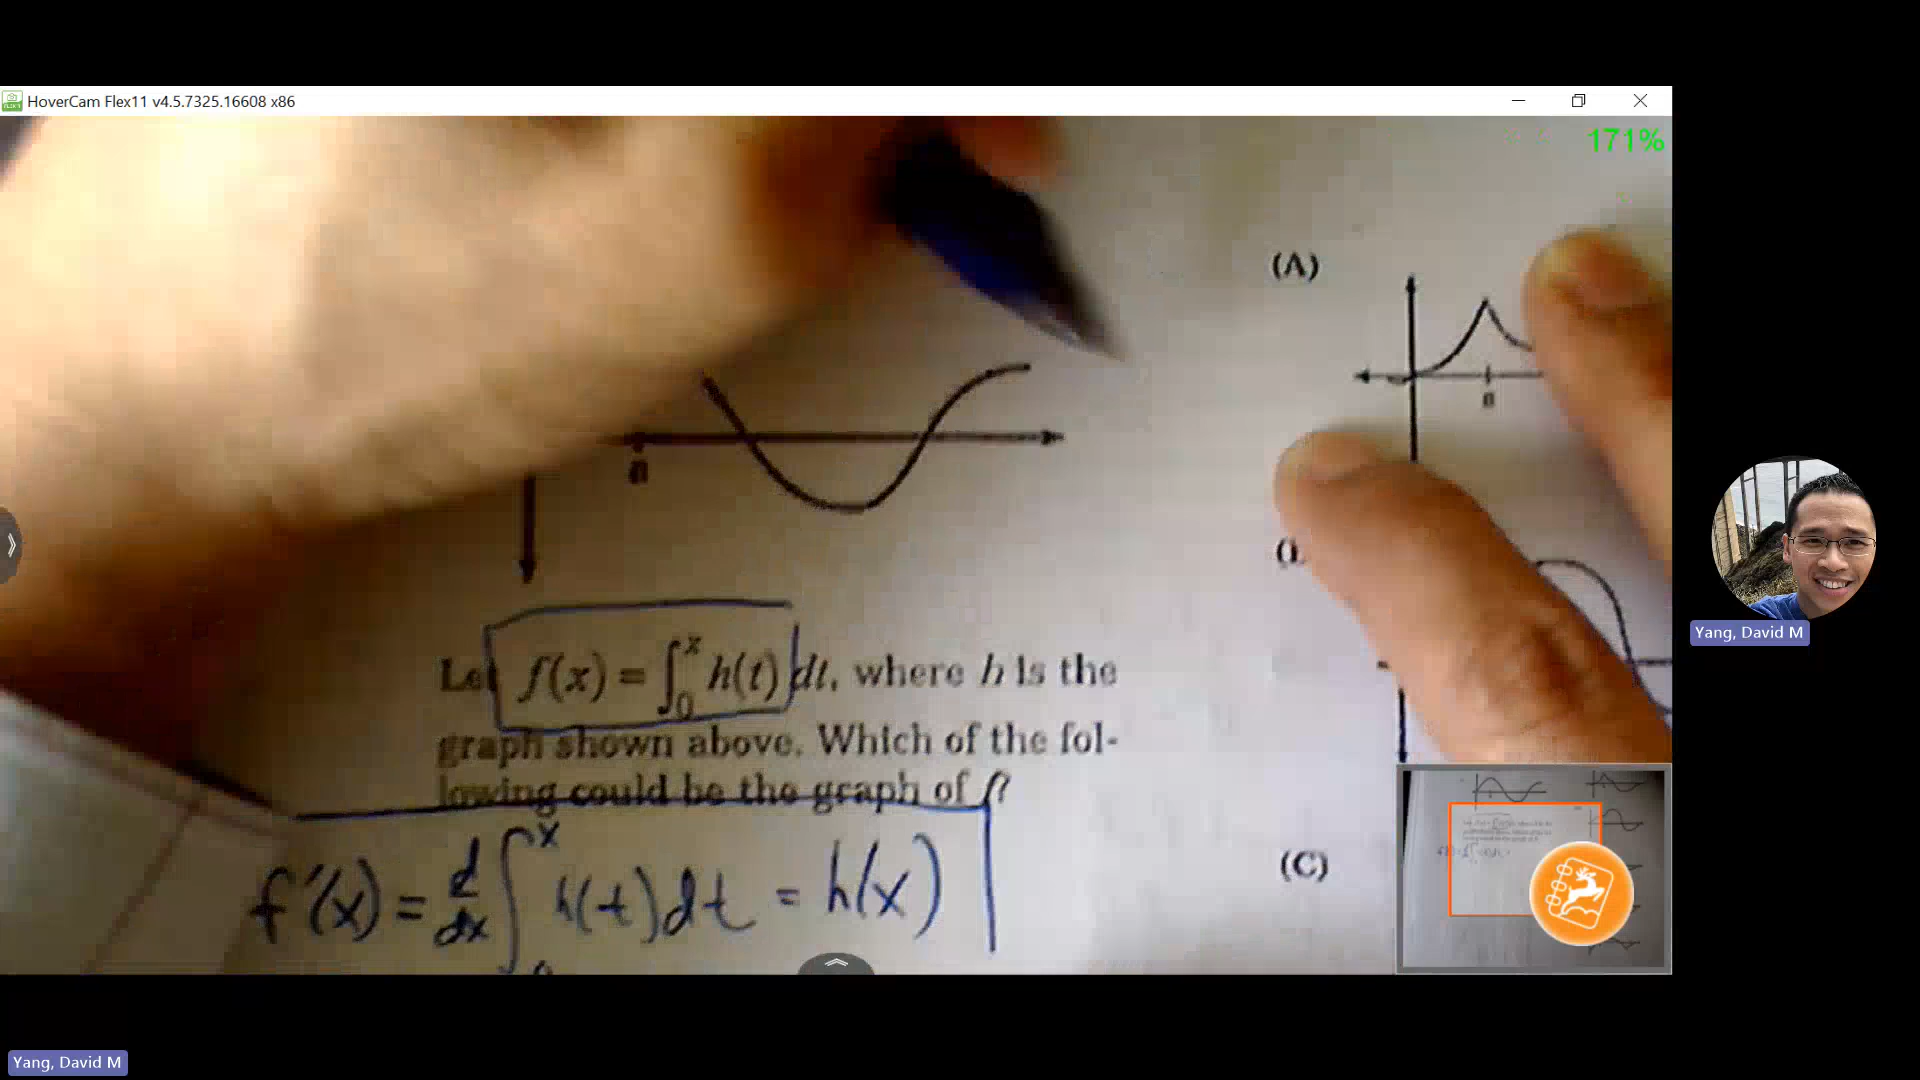 HoverCam Flex11 v4.5.7325.16608 x86
171%
(A)
a
a
Let f(x) = ∫₀ˣ h(t) dt, where h is the
graph shown above. Which of the fol-
lowing could be the graph of f?
f'(x) = d/dx ∫₀ˣ h(t)dt = h(x)
(C)
Yang, David M
Yang, David M